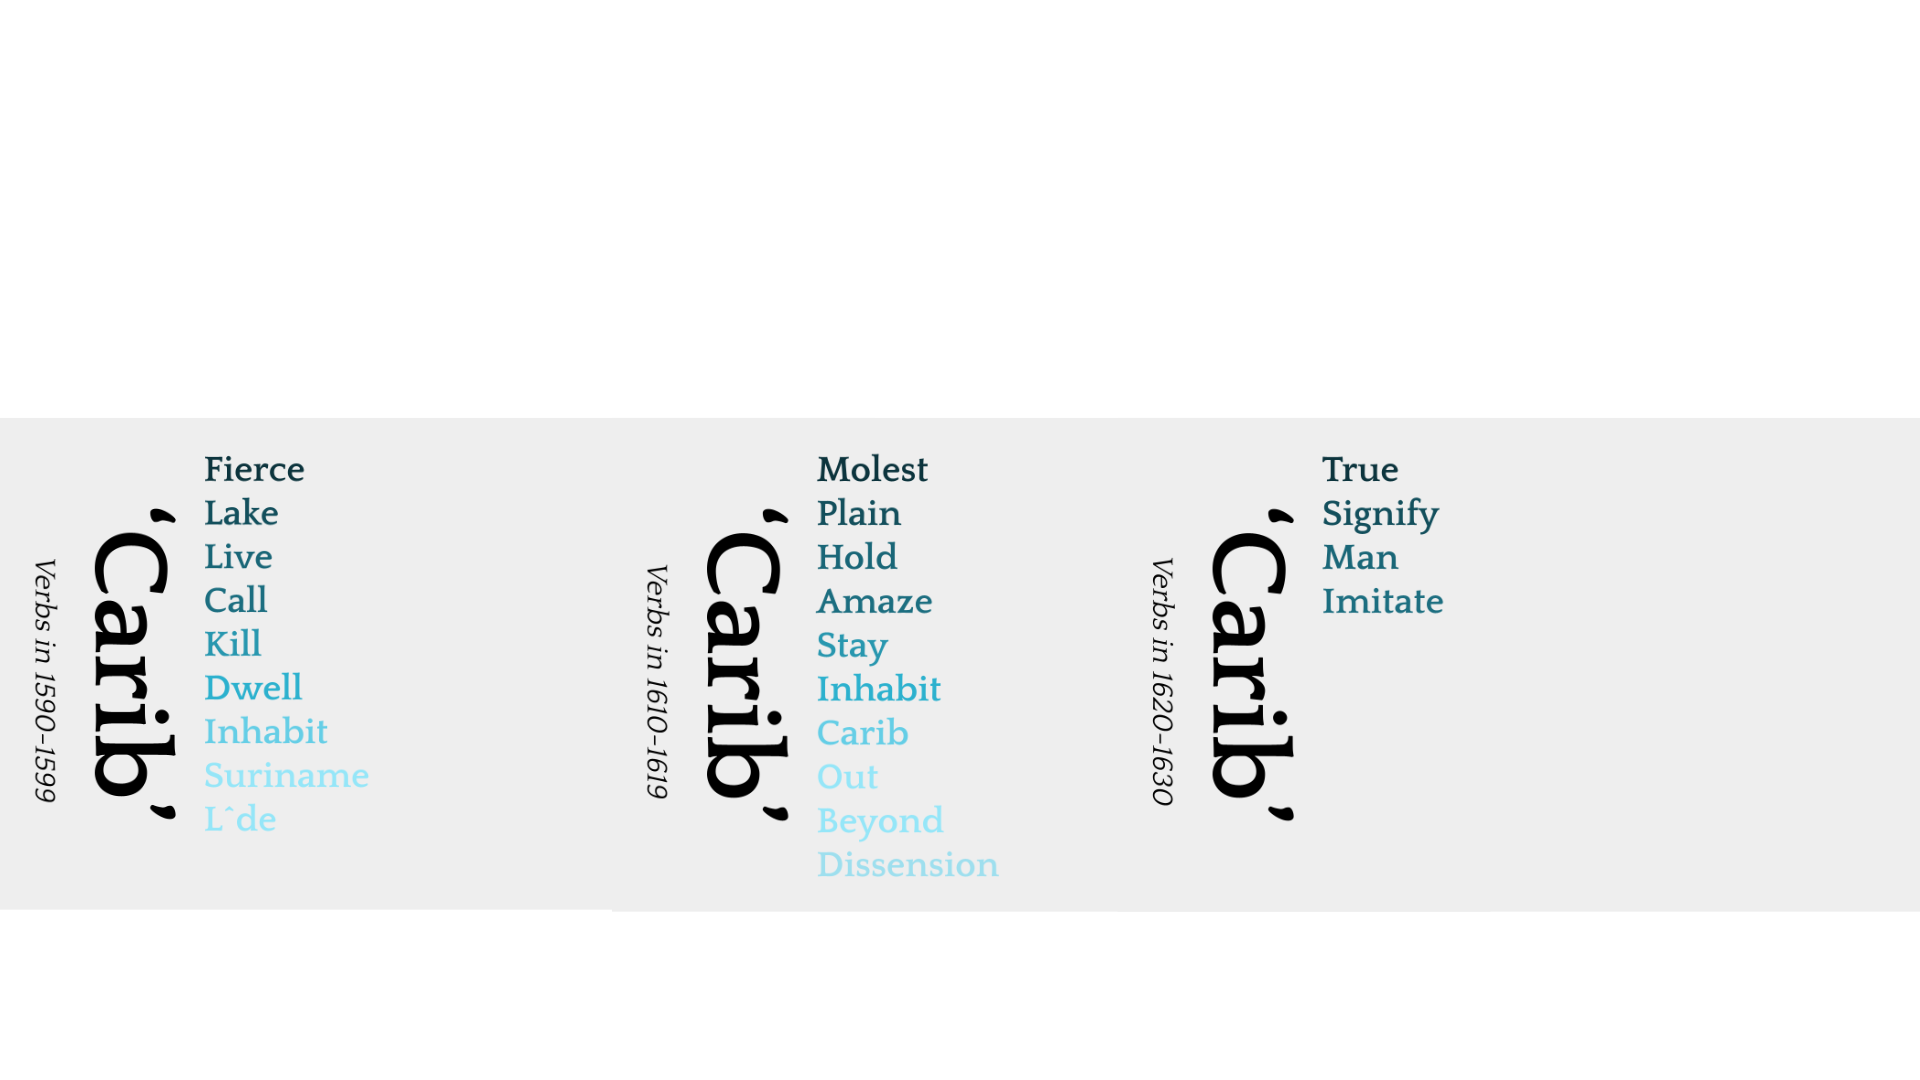 Verbs in 1590-1599
‘Carib’
Fierce
Lake
Live
Call
Kill
Dwell
Inhabit
Suriname
Lˆde
Verbs in 1610-1619
‘Carib’
Molest
Plain
Hold
Amaze
Stay
Inhabit
Carib
Out
Beyond
Dissension
Verbs in 1620-1630
‘Carib’
True
Signify
Man
Imitate